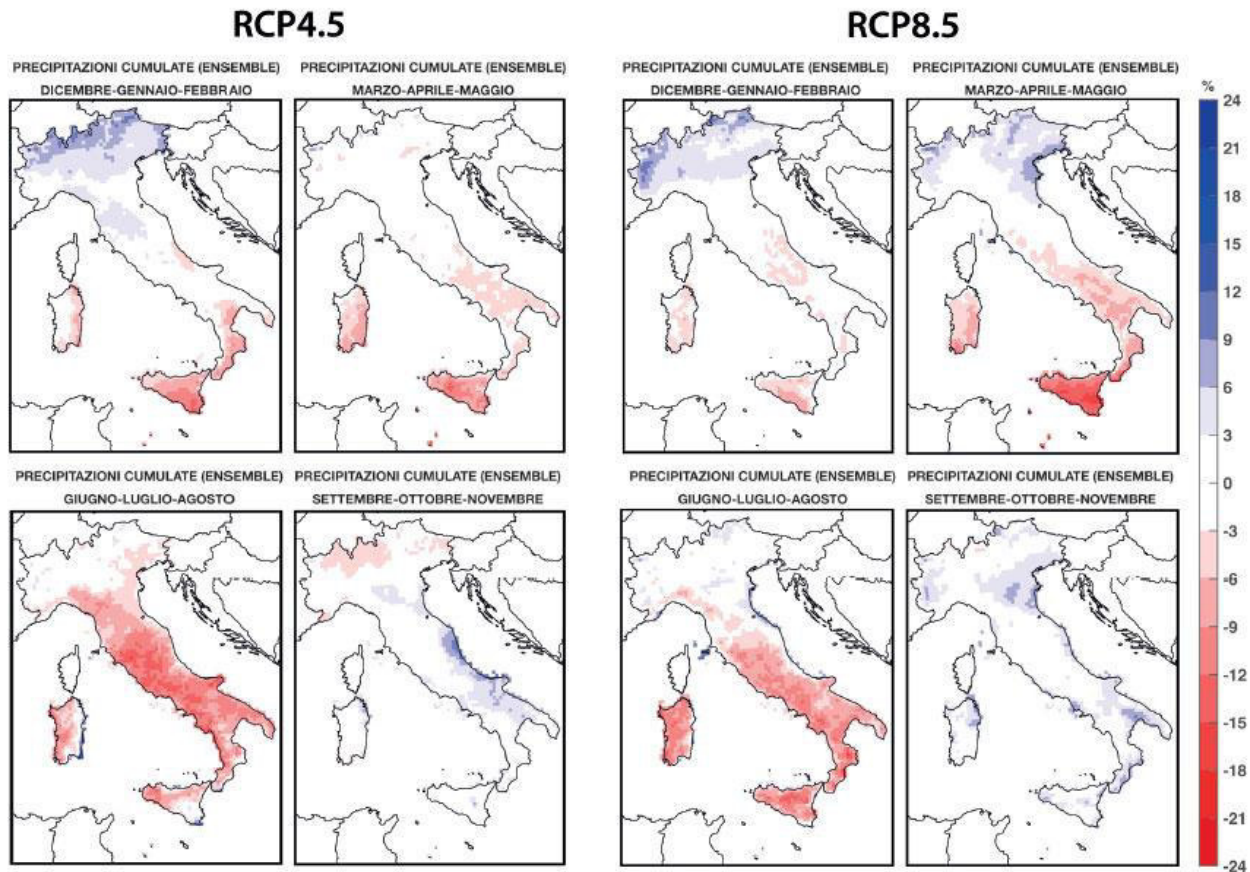 RCP4.5
RCP8.5
PRECIPITAZIONI CUMULATE (ENSEMBLE)
DICEMBRE-GENNAIO-FEBBRAIO
PRECIPITAZIONI CUMULATE (ENSEMBLE)
MARZO-APRILE-MAGGIO
PRECIPITAZIONI CUMULATE (ENSEMBLE)
DICEMBRE-GENNAIO-FEBBRAIO
PRECIPITAZIONI CUMULATE (ENSEMBLE)
MARZO-APRILE-MAGGIO
PRECIPITAZIONI CUMULATE (ENSEMBLE)
GIUGNO-LUGLIO-AGOSTO
PRECIPITAZIONI CUMULATE (ENSEMBLE)
SETTEMBRE-OTTOBRE-NOVEMBRE
PRECIPITAZIONI CUMULATE (ENSEMBLE)
GIUGNO-LUGLIO-AGOSTO
PRECIPITAZIONI CUMULATE (ENSEMBLE)
SETTEMBRE-OTTOBRE-NOVEMBRE
%
24
21
18
15
12
9
6
3
0
-3
-6
-9
-12
-15
-18
-21
-24